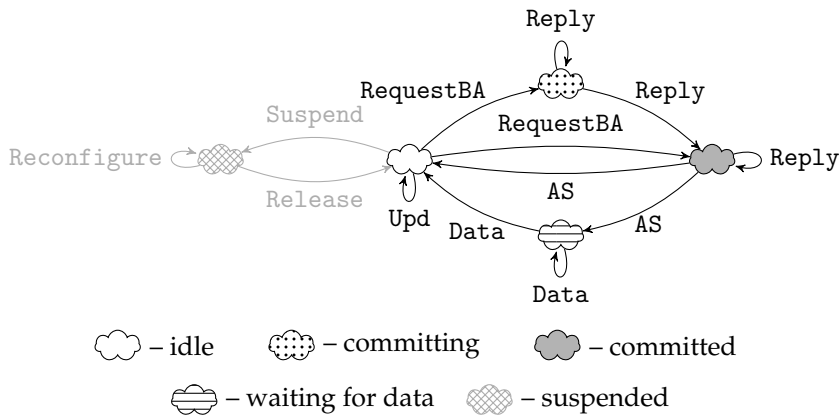 Reply
RequestBA
Reply
Suspend
RequestBA
Reconfigure
Reply
AS
Release
Upd
Data
AS
Data
– idle
– committing
– committed
– waiting for data
– suspended